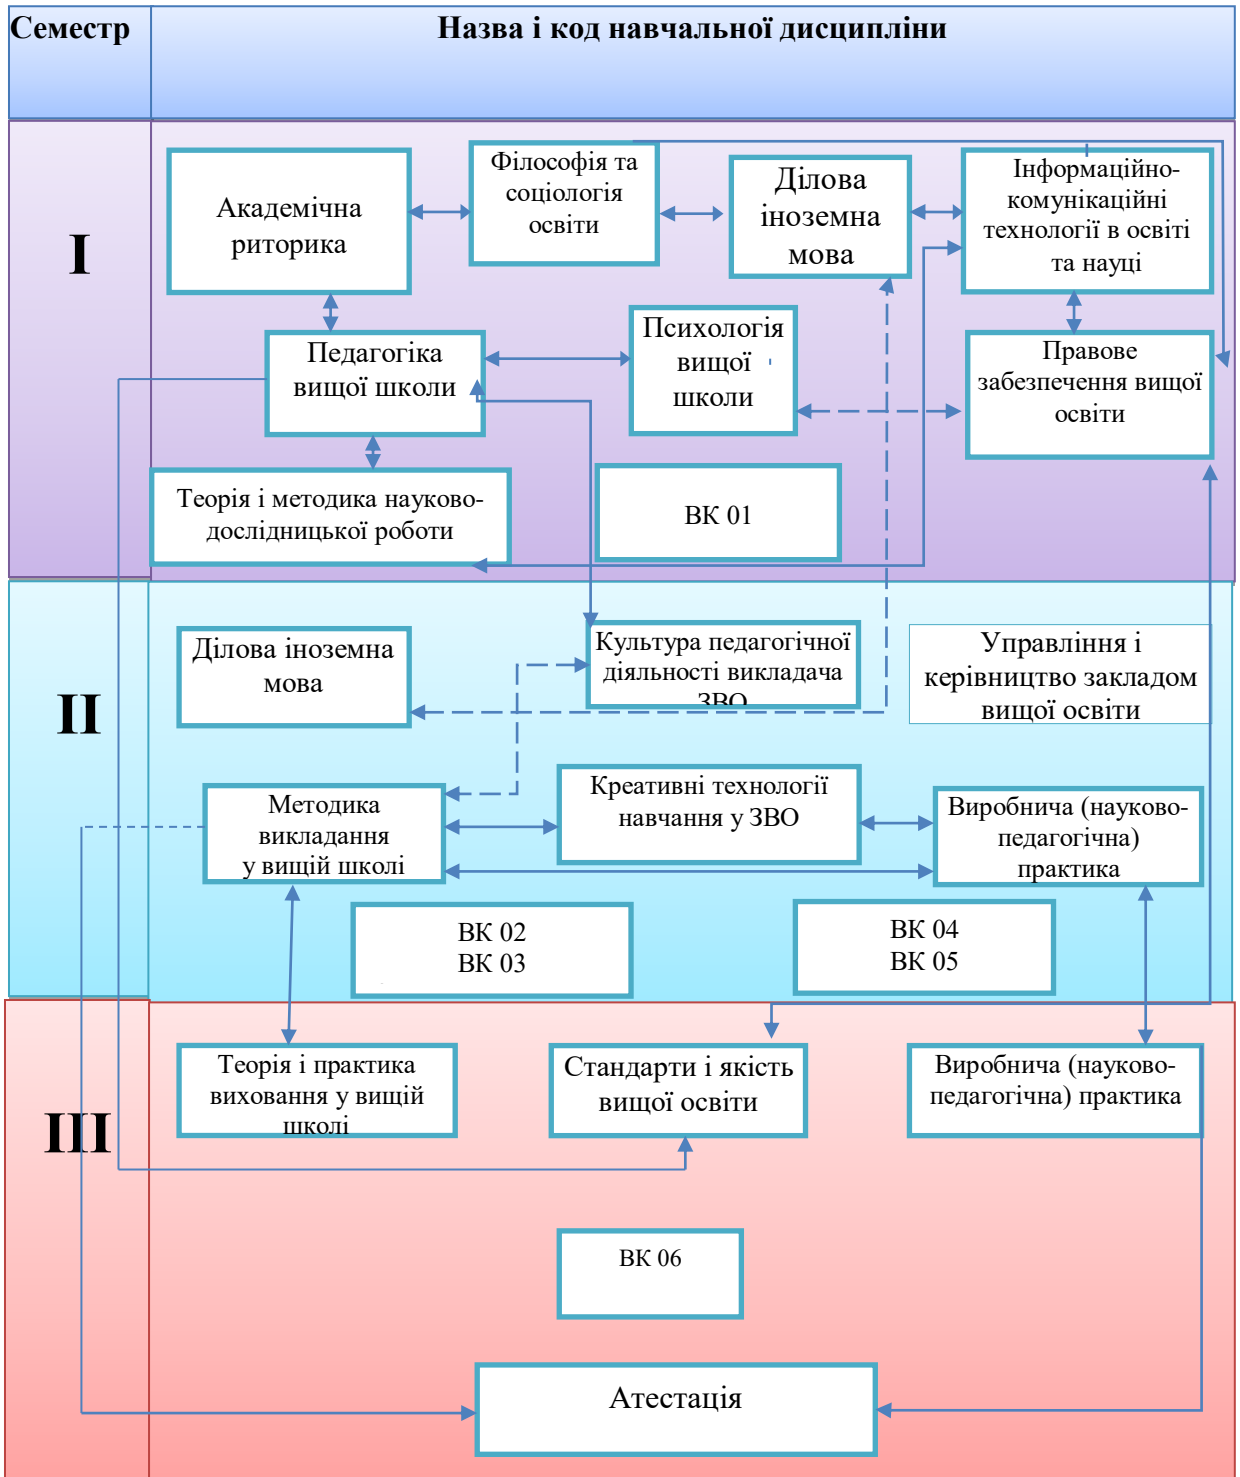 Семестр
Назва і код навчальної дисципліни
I
Академічна
риторика
Філософія та
соціологія
освіти
Ділова
іноземна
мова
Інформаційно-
комунікаційні
технології в освіті
та науці
Педагогіка
вищої школи
Психологія
вищої
школи
Правове
забезпечення вищої
освіти
Теорія і методика науково-
дослідницької роботи
ВК 01
II
Ділова іноземна
мова
Культура педагогічної
діяльності викладача
ЗВО
Управління і
керівництво закладом
вищої освіти
Методика
викладання
у вищій школі
Креативні технології
навчання у ЗВО
Виробнича (науково-
педагогічна)
практика
ВК 02
ВК 03
ВК 04
ВК 05
III
Теорія і практика
виховання у вищій
школі
Стандарти і якість
вищої освіти
Виробнича (науково-
педагогічна) практика
ВК 06
Атестація